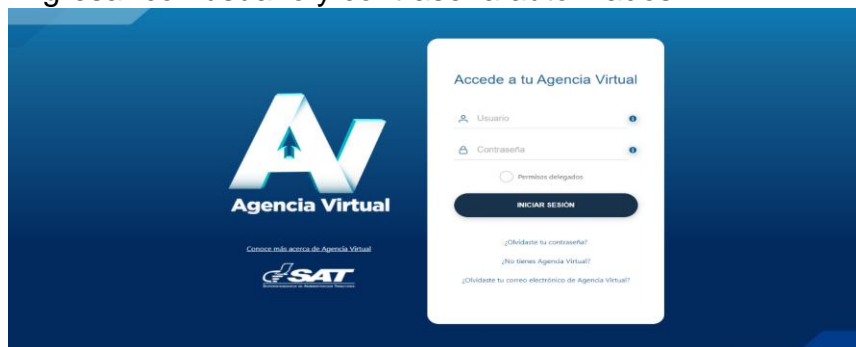 Accede a tu Agencia Virtual
Usuario
Contraseña
Permisos delegados
INICIAR SESIÓN
¿Olvidaste tu contraseña?
¿No tienes Agencia Virtual?
¿Olvidaste tu correo electrónico de Agencia Virtual?
AV
Agencia Virtual
Conoce más acerca de Agencia Virtual
SAT